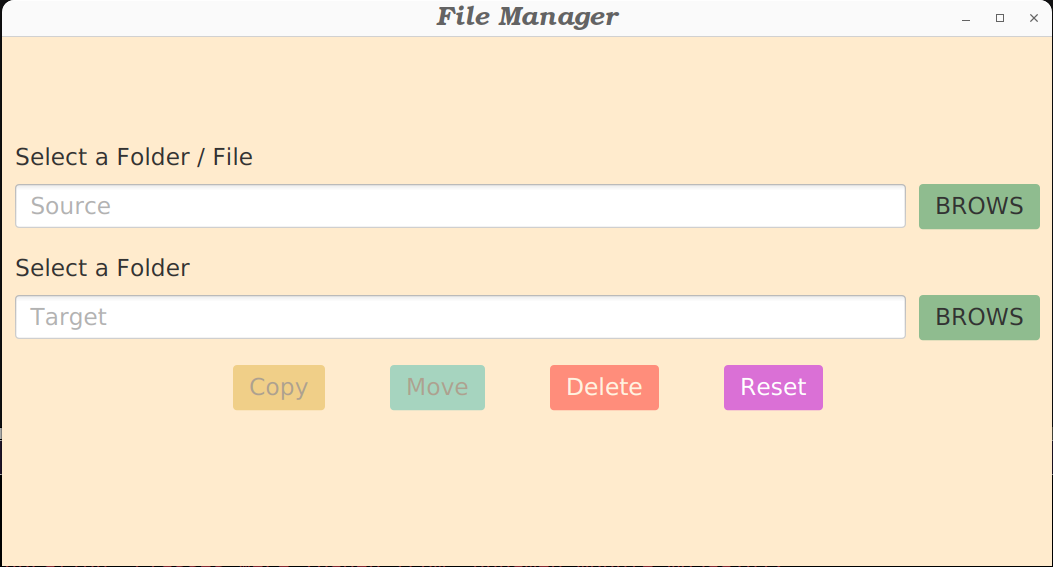 File Manager
Select a Folder / File
Source
BROWS
Select a Folder
Target
BROWS
Copy
Move
Delete
Reset